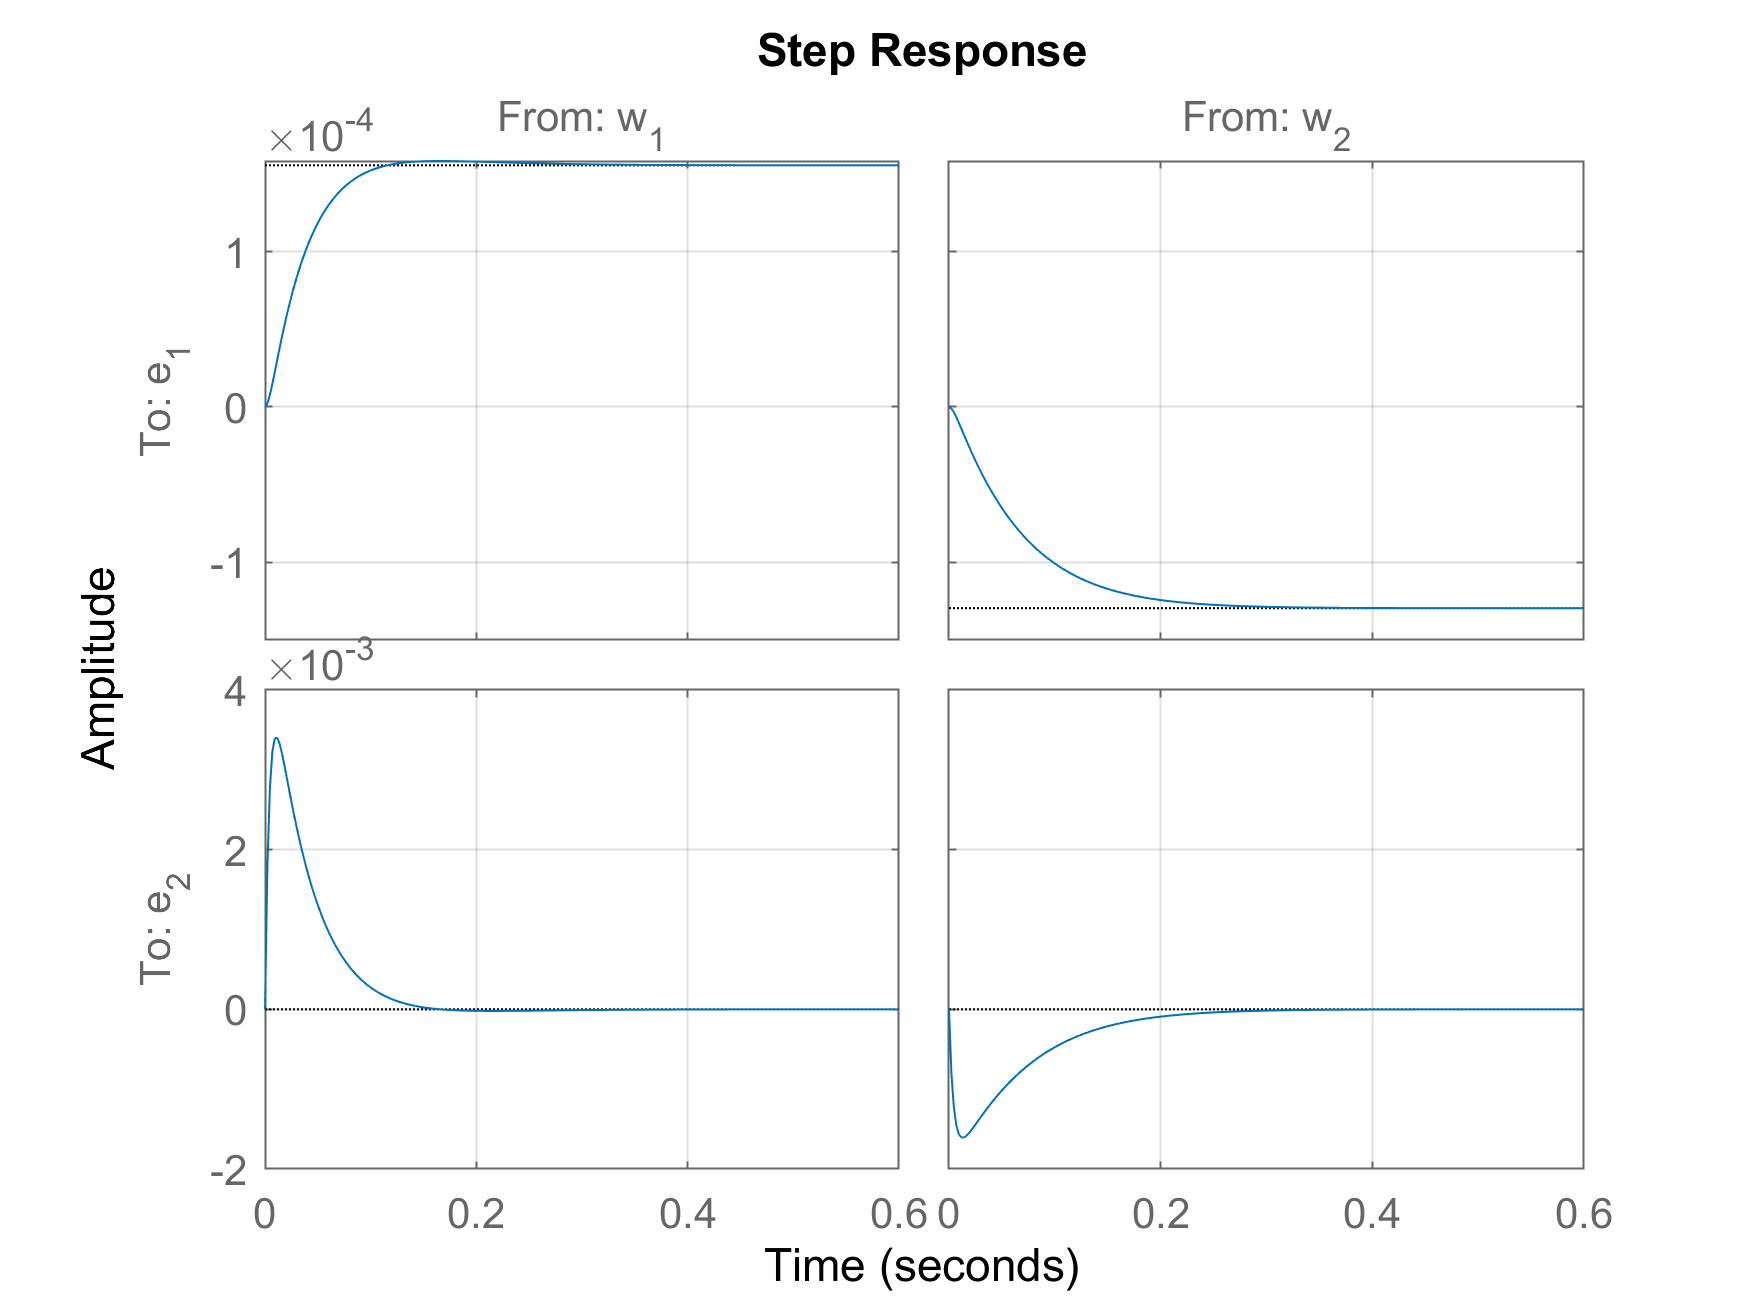 Step Response
From: w1
From: w2
×10-4
1
0
-1
To: e1
Amplitude
×10-3
4
2
0
-2
To: e2
0 0.2 0.4 0.6
0 0.2 0.4 0.6
Time (seconds)